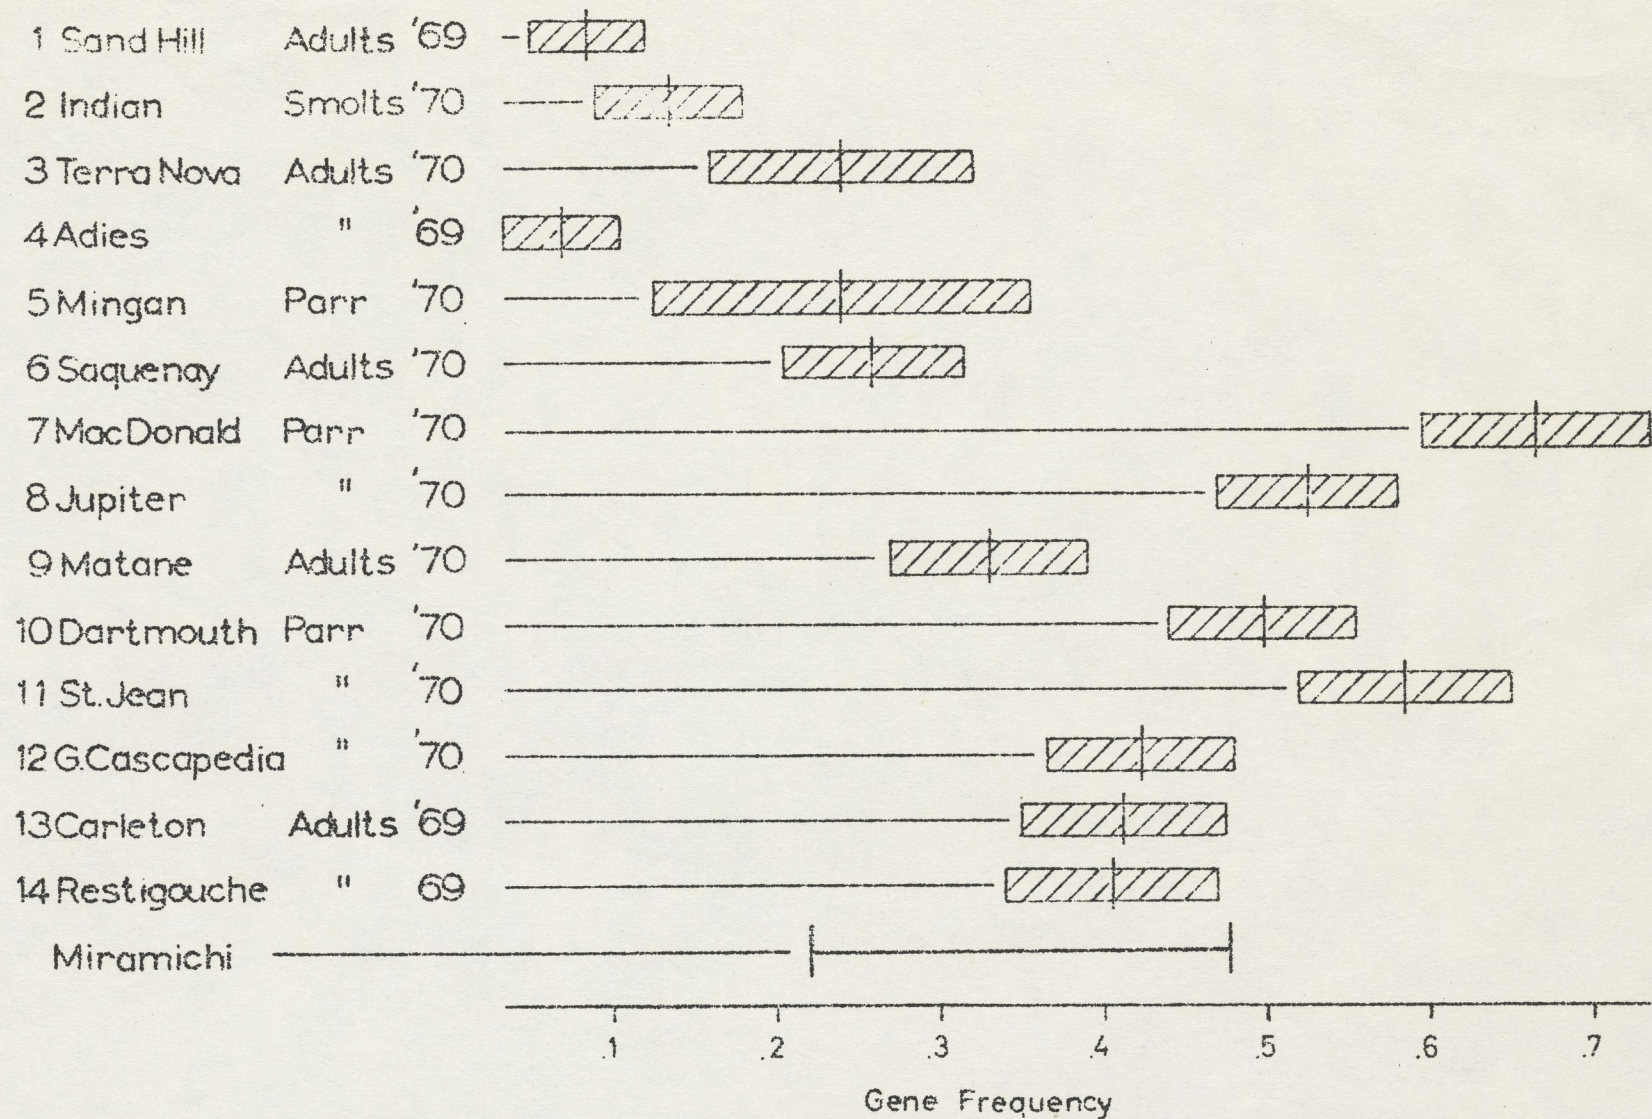 1 Sand Hill Adults '69
2 Indian Smolts '70
3 Terra Nova Adults '70
4 Adies " '69
5 Mingan Parr '70
6 Saquenay Adults '70
7 MacDonald Parr '70
8 Jupiter " '70
9 Matane Adults '70
10 Dartmouth Parr '70
11 St. Jean " '70
12 G.Cascapedia " '70
13 Carleton Adults '69
14 Restigouche " 69
Miramichi
.1 .2 .3 .4 .5 .6 .7
Gene Frequency